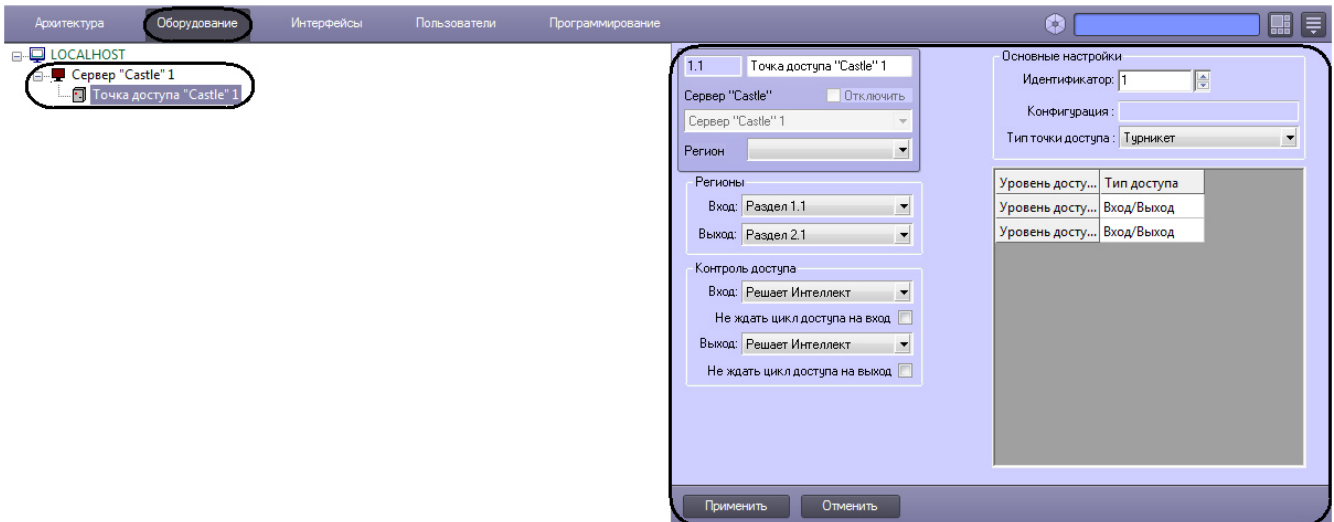 Архитектура Оборудование Интерфейсы Пользователи Программирование
LOCALHOST
Сервер "Castle" 1
Точка доступа "Castle" 1
1.1 Точка доступа "Castle" 1
Сервер "Castle" Отключить
Сервер "Castle" 1
Регион
Регионы
Вход: Раздел 1.1
Выход: Раздел 2.1
Контроль доступа
Вход: Решает Интеллект
Не ждать цикл доступа на вход
Выход: Решает Интеллект
Не ждать цикл доступа на выход
Основные настройки
Идентификатор: 1
Конфигурация :
Тип точки доступа : Турникет
Уровень досту... Тип доступа
Уровень досту... Вход/Выход
Уровень досту... Вход/Выход
Применить Отменить